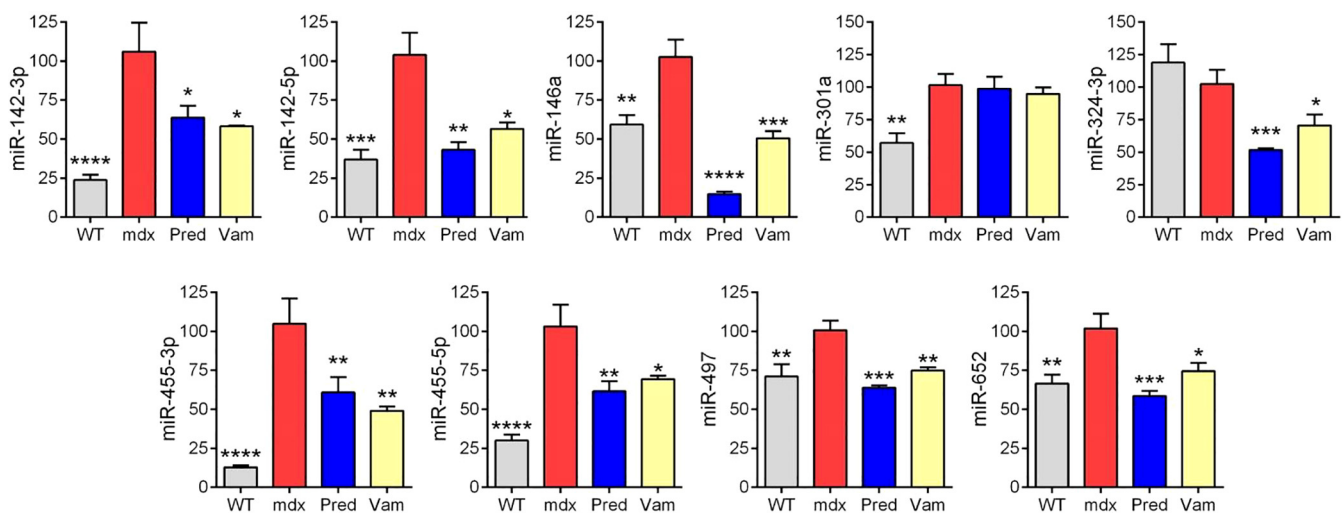 miR-142-3p
125
100
75
50
25
0
**** * *
WT mdx Pred Vam
miR-142-5p
125
100
75
50
25
0
*** ** *
WT mdx Pred Vam
miR-146a
125
100
75
50
25
0
** **** ***
WT mdx Pred Vam
miR-301a
150
125
100
75
50
25
0
**
WT mdx Pred Vam
miR-324-3p
150
125
100
75
50
25
0
*** *
WT mdx Pred Vam
miR-455-3p
125
100
75
50
25
0
**** ** **
WT mdx Pred Vam
miR-455-5p
125
100
75
50
25
0
**** ** *
WT mdx Pred Vam
miR-497
125
100
75
50
25
0
** *** **
WT mdx Pred Vam
miR-652
125
100
75
50
25
0
** *** *
WT mdx Pred Vam